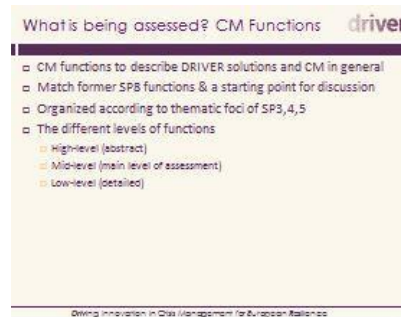 What is being assessed? CM Functions
driver
CM functions to describe DRIVER solutions and CM in general
Match former SP8 functions & a starting point for discussion
Organized according to thematic foci of SP3,4,5
The different levels of functions
High-level (abstract)
Mid-level (main level of assessment)
Low-level (detailed)
Driving Innovation in Crisis Management for European Resilience